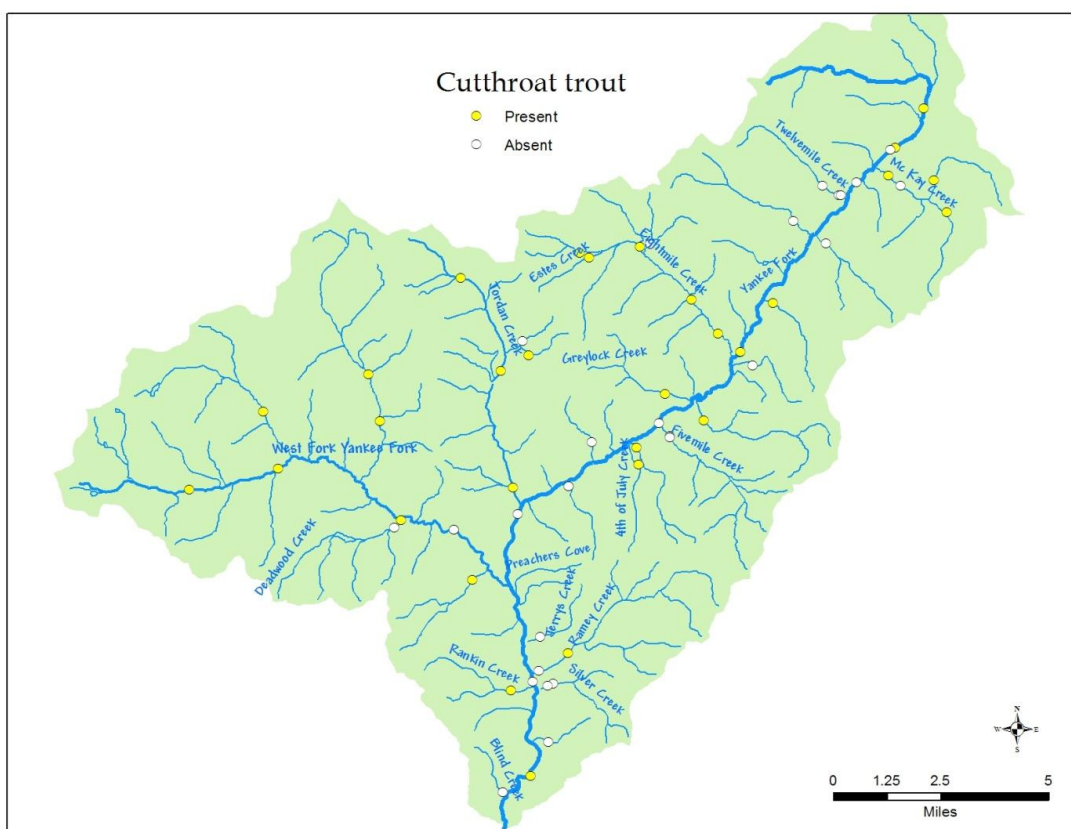 Cutthroat trout
Present
Absent
Twelvemile Creek
Mc Kay Creek
Yankee Fork
Eightmile Creek
Estes Creek
Jordan Creek
Greylock Creek
Fivemile Creek
4th of July Creek
West Fork Yankee Fork
Deadwood Creek
Preachers Cove
Jerrys Creek
Ramey Creek
Rankin Creek
Silver Creek
Blind Creek
N
W E
S
0 1.25 2.5 5
Miles